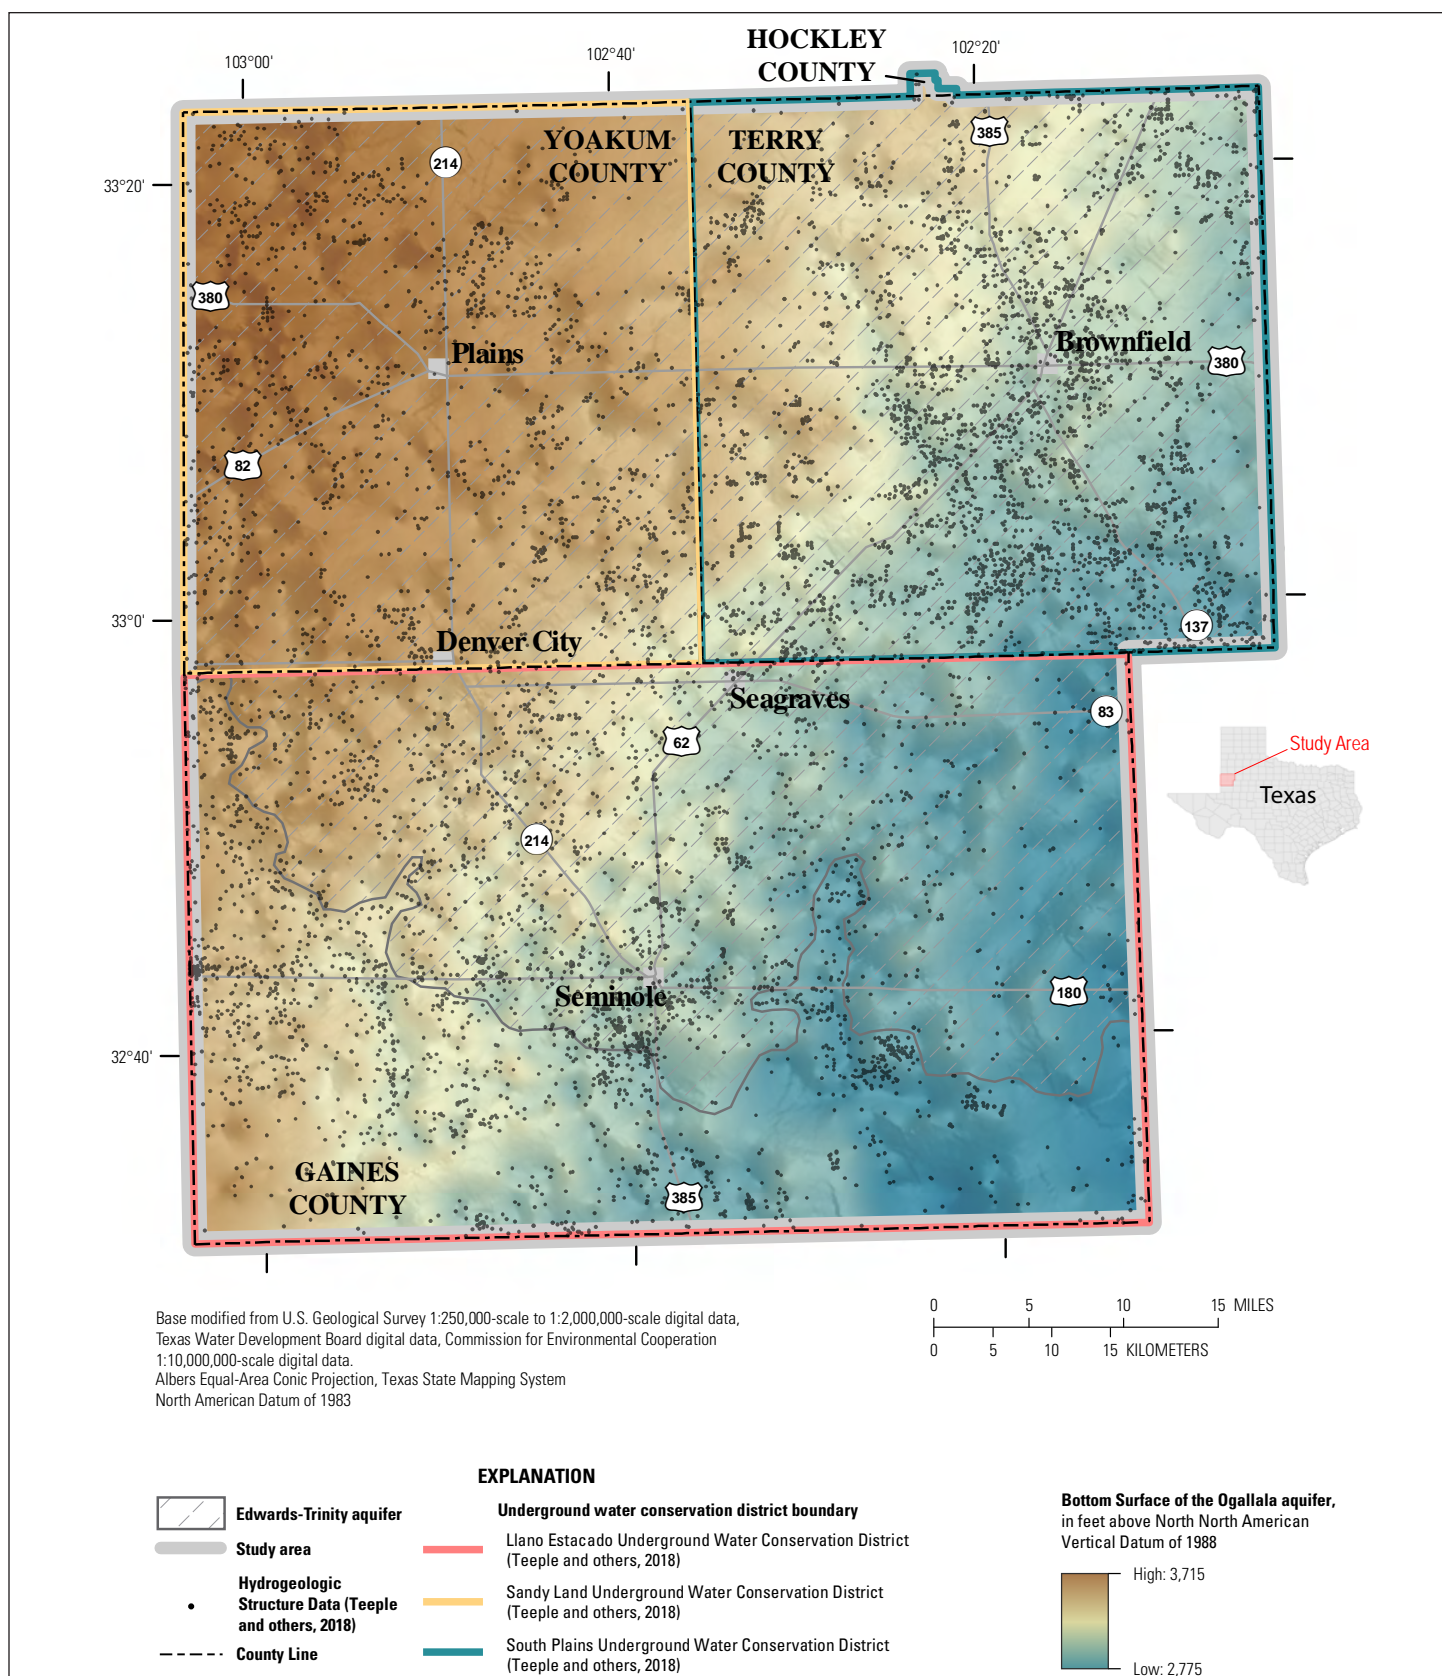 HOCKLEY
COUNTY
103°00'
102°40'
102°20'
YOAKUM
COUNTY
TERRY
COUNTY
385
214
33°20'
380
Plains
Brownfield
380
82
33°0'
Denver City
137
Seagraves
83
62
Study Area
Texas
214
Seminole
180
32°40'
GAINES
COUNTY
385
Base modified from U.S. Geological Survey 1:250,000-scale to 1:2,000,000-scale digital data,
Texas Water Development Board digital data, Commission for Environmental Cooperation
1:10,000,000-scale digital data.
Albers Equal-Area Conic Projection, Texas State Mapping System
North American Datum of 1983
0 5 10 15 MILES
0 5 10 15 KILOMETERS
EXPLANATION
Edwards-Trinity aquifer
Study area
Hydrogeologic
Structure Data (Teeple
and others, 2018)
County Line
Underground water conservation district boundary
Llano Estacado Underground Water Conservation District
(Teeple and others, 2018)
Sandy Land Underground Water Conservation District
(Teeple and others, 2018)
South Plains Underground Water Conservation District
(Teeple and others, 2018)
Bottom Surface of the Ogallala aquifer,
in feet above North North American
Vertical Datum of 1988
High: 3,715
Low: 2,775